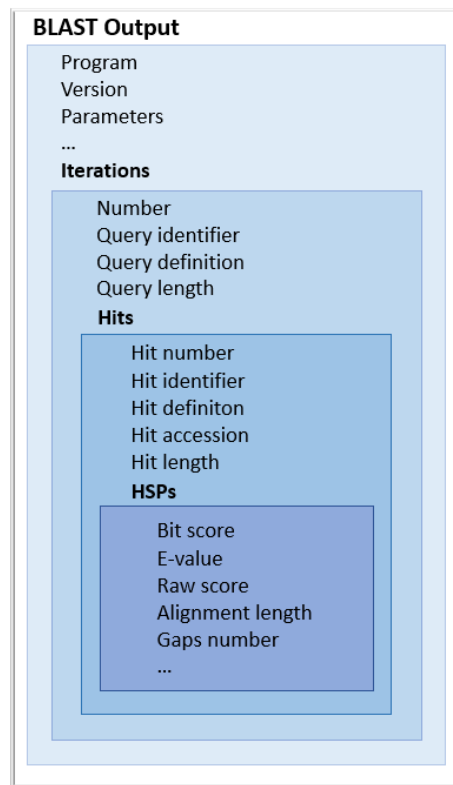 BLAST Output
Program
Version
Parameters
...
Iterations
Number
Query identifier
Query definition
Query length
Hits
Hit number
Hit identifier
Hit definiton
Hit accession
Hit length
HSPs
Bit score
E-value
Raw score
Alignment length
Gaps number
...